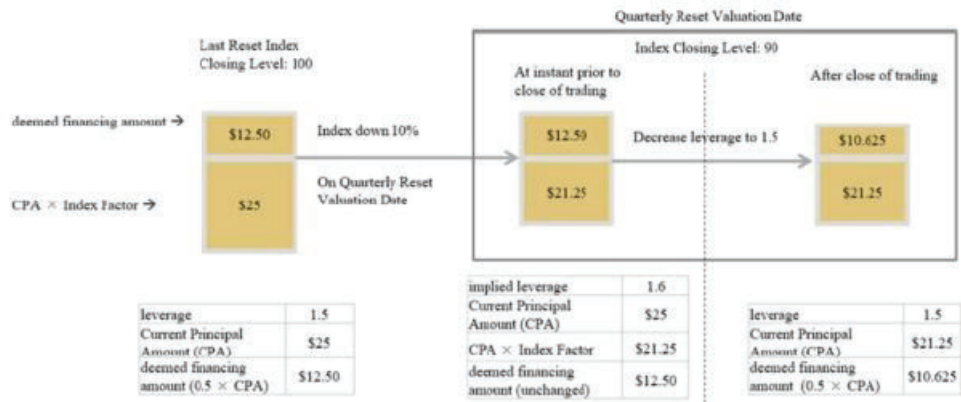 Quarterly Reset Valuation Date
Last Reset Index
Closing Level: 100
Index Closing Level: 90
At instant prior to
close of trading
After close of trading
deemed financing amount →
$12.50
Index down 10%
$12.50
Decrease leverage to 1.5
$10.625
CPA × Index Factor →
$25
On Quarterly Reset
Valuation Date
$21.25
$21.25
leverage 1.5
Current Principal
Amount (CPA) $25
deemed financing
amount (0.5 × CPA) $12.50
implied leverage 1.6
Current Principal
Amount (CPA) $25
CPA × Index Factor $21.25
deemed financing
amount (unchanged) $12.50
leverage 1.5
Current Principal
Amount (CPA) $21.25
deemed financing
amount (0.5 × CPA) $10.625